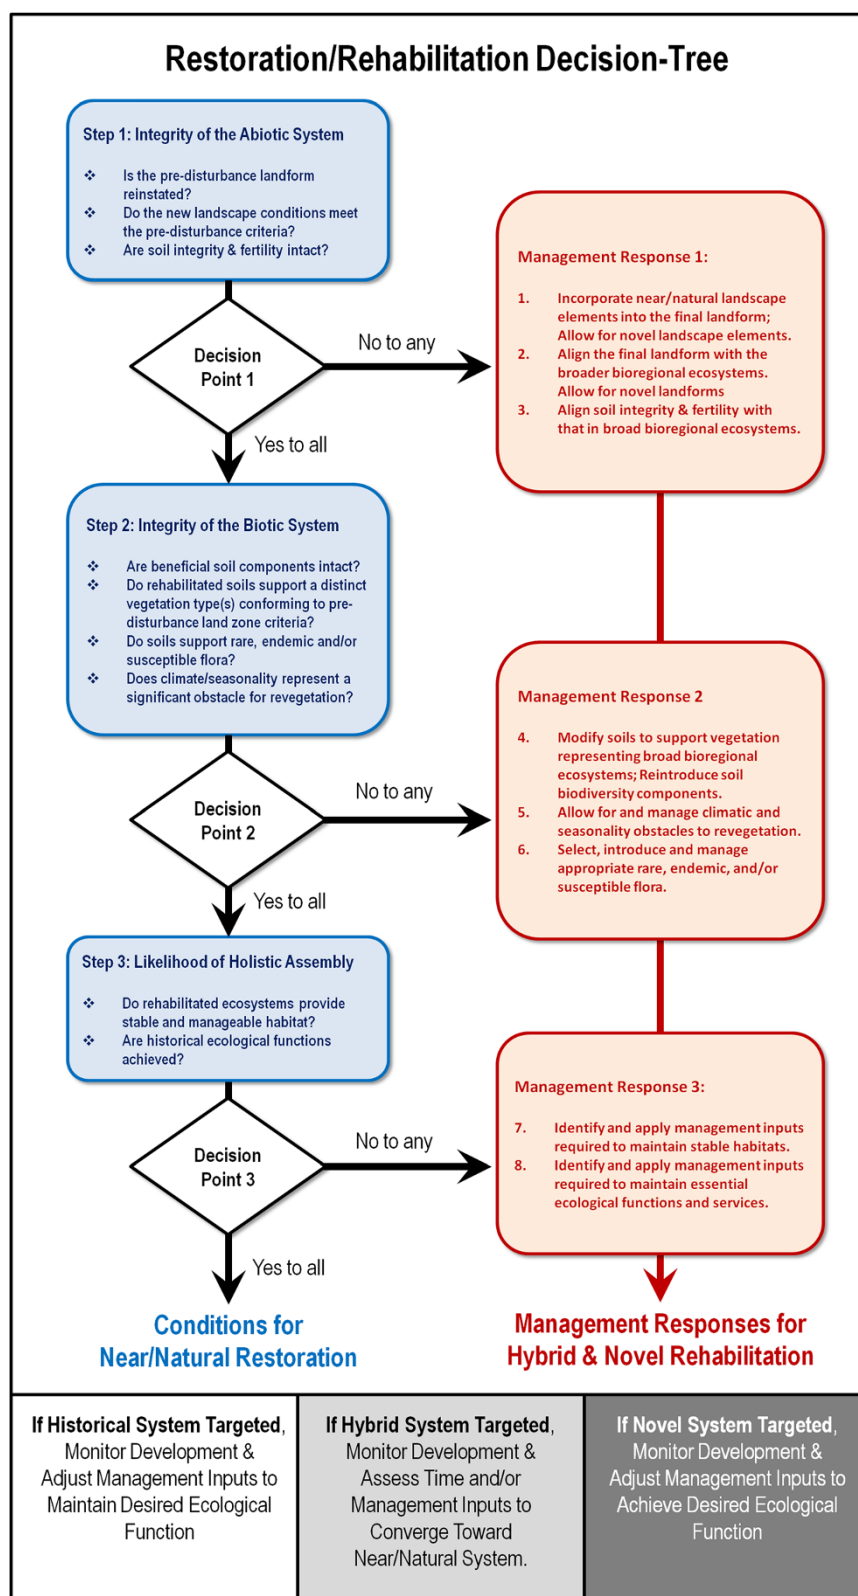 Restoration/Rehabilitation Decision-Tree
Step 1: Integrity of the Abiotic System
❖ Is the pre-disturbance landform
reinstated?
❖ Do the new landscape conditions meet
the pre-disturbance criteria?
❖ Are soil integrity & fertility intact?
Decision
Point 1
No to any
Yes to all
Management Response 1:
1. Incorporate near/natural landscape
elements into the final landform;
Allow for novel landscape elements.
2. Align the final landform with the
broader bioregional ecosystems.
Allow for novel landforms
3. Align soil integrity & fertility with
that in broad bioregional ecosystems.
Step 2: Integrity of the Biotic System
❖ Are beneficial soil components intact?
❖ Do rehabilitated soils support a distinct
vegetation type(s) conforming to pre-
disturbance land zone criteria?
❖ Do soils support rare, endemic and/or
susceptible flora?
❖ Does climate/seasonality represent a
significant obstacle for revegetation?
Decision
Point 2
No to any
Yes to all
Management Response 2
4. Modify soils to support vegetation
representing broad bioregional
ecosystems; Reintroduce soil
biodiversity components.
5. Allow for and manage climatic and
seasonality obstacles to revegetation.
6. Select, introduce and manage
appropriate rare, endemic, and/or
susceptible flora.
Step 3: Likelihood of Holistic Assembly
❖ Do rehabilitated ecosystems provide
stable and manageable habitat?
❖ Are historical ecological functions
achieved?
Decision
Point 3
No to any
Yes to all
Management Response 3:
7. Identify and apply management inputs
required to maintain stable habitats.
8. Identify and apply management inputs
required to maintain essential
ecological functions and services.
Conditions for
Near/Natural Restoration
Management Responses for
Hybrid & Novel Rehabilitation
If Historical System Targeted,
Monitor Development &
Adjust Management Inputs to
Maintain Desired Ecological
Function
If Hybrid System Targeted,
Monitor Development &
Assess Time and/or
Management Inputs to
Converge Toward
Near/Natural System.
If Novel System Targeted,
Monitor Development &
Adjust Management Inputs to
Achieve Desired Ecological
Function